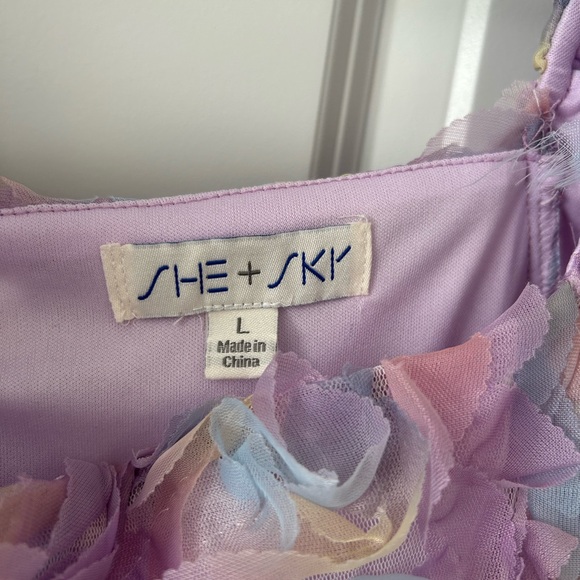 SHE + SKY
L
Made in
China